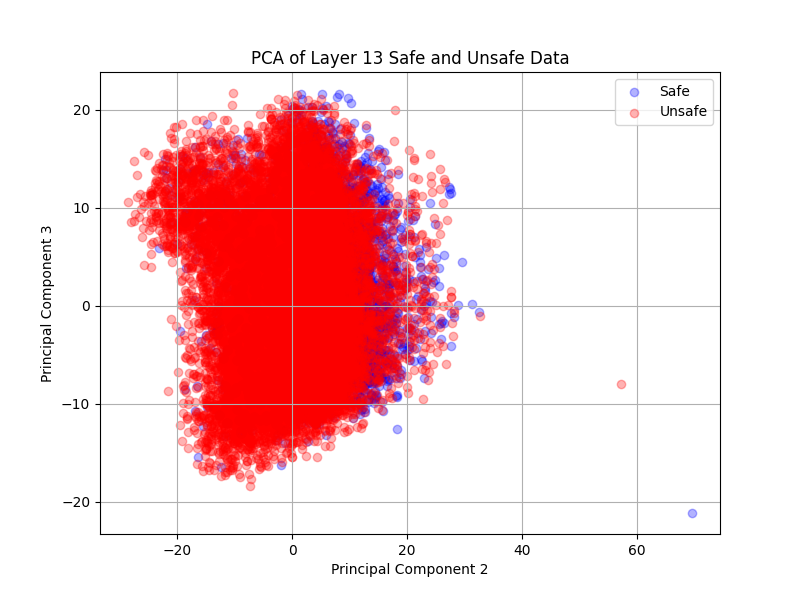 PCA of Layer 13 Safe and Unsafe Data
Safe
Unsafe
Principal Component 3
20
10
0
−10
−20
−20
0
20
40
60
Principal Component 2